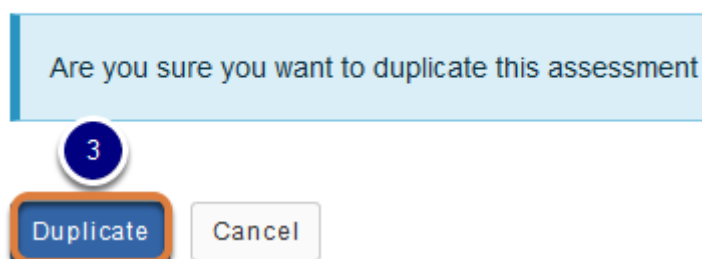 Are you sure you want to duplicate this assessment
3
Duplicate Cancel